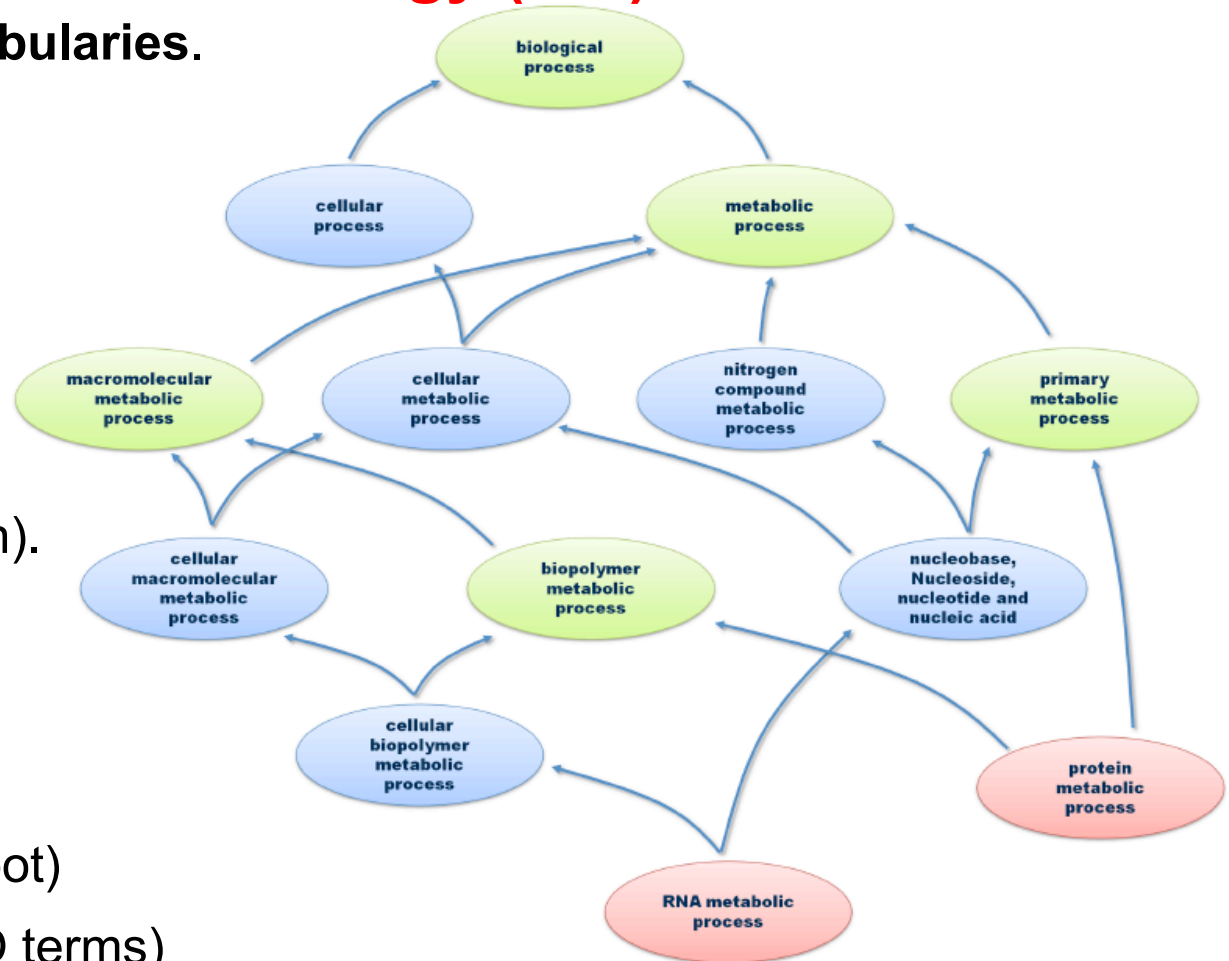 bularies.
biological
process
cellular
process
metabolic
process
macromolecular
metabolic
process
cellular
metabolic
process
nitrogen
compound
metabolic
process
primary
metabolic
process
n).
cellular
macromolecular
metabolic
process
biopolymer
metabolic
process
nucleobase,
Nucleoside,
nucleotide and
nucleic acid
cellular
biopolymer
metabolic
process
protein
metabolic
process
ot)
RNA metabolic
process
terms)